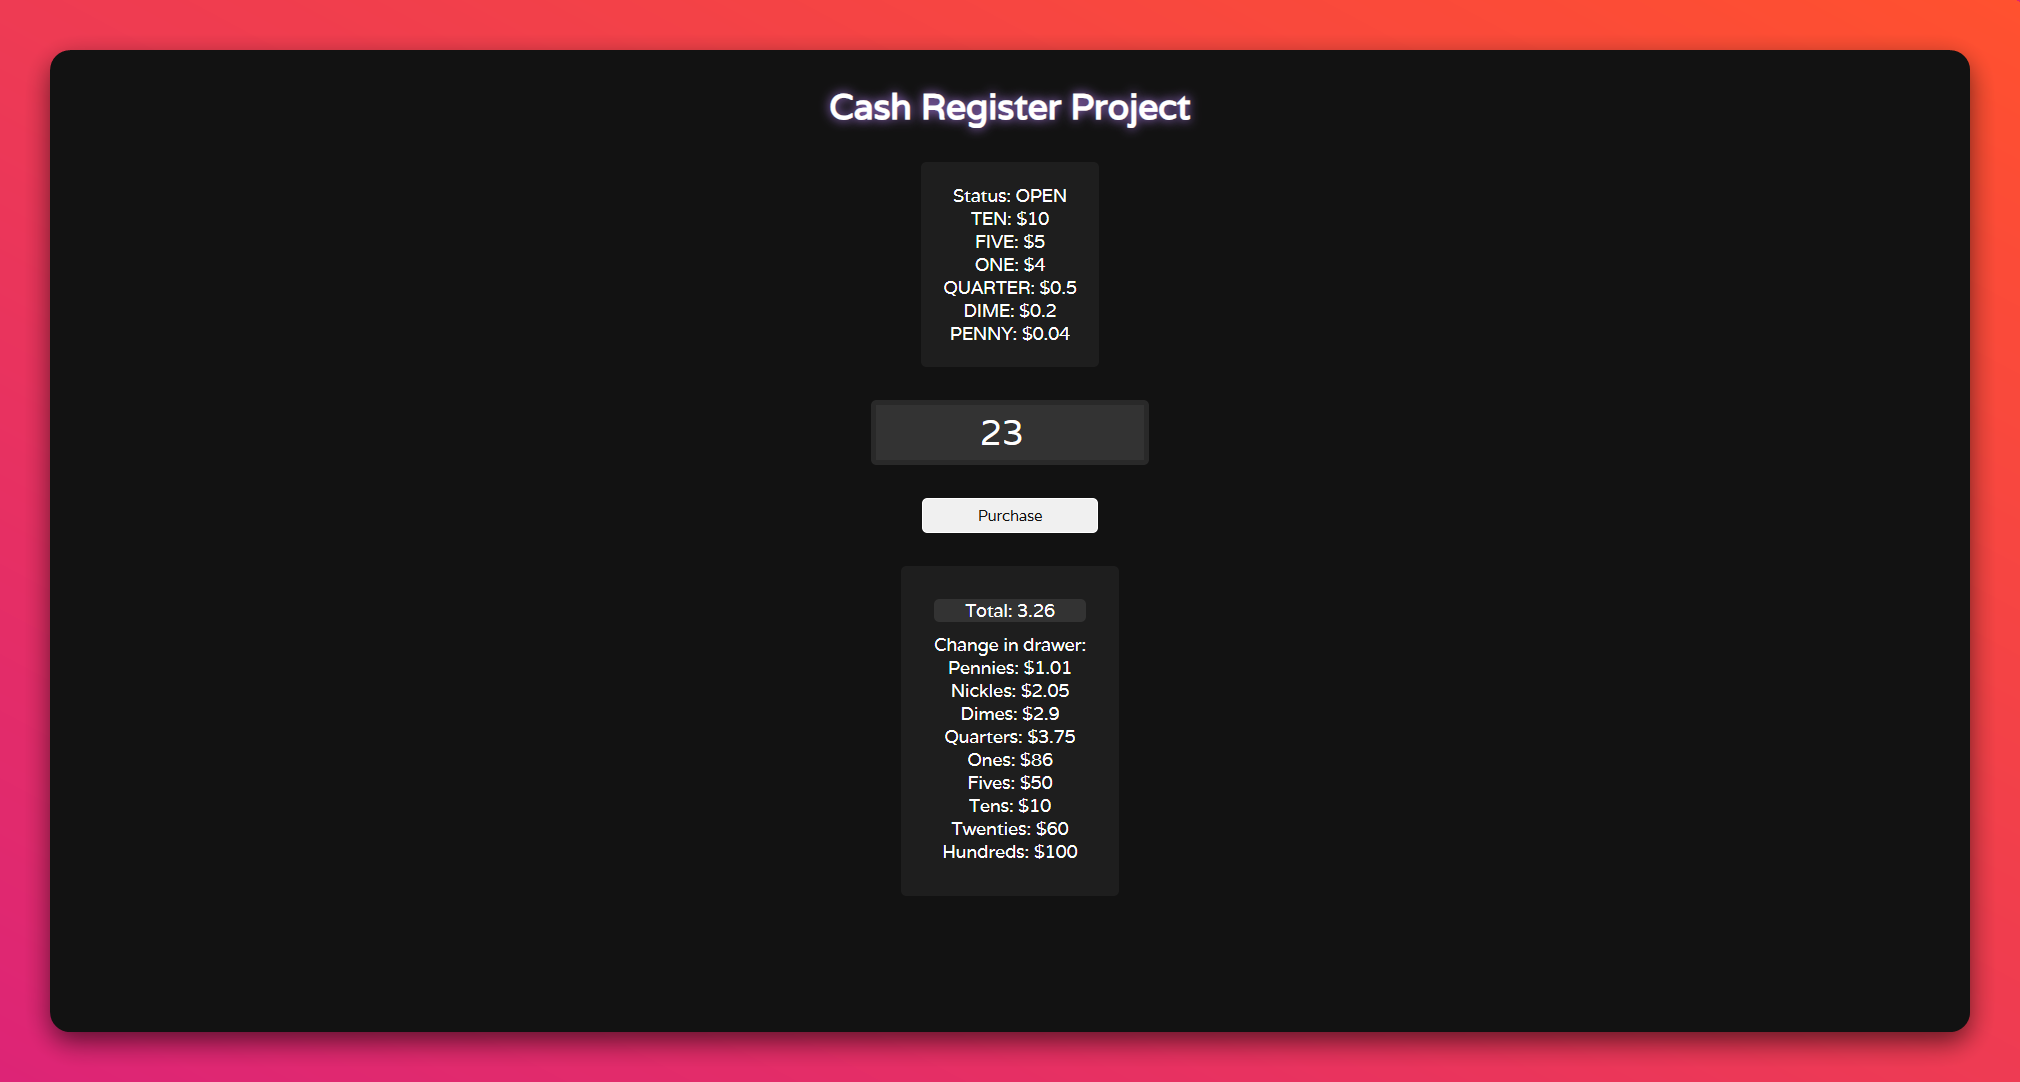 Cash Register Project
Status: OPEN
TEN: $10
FIVE: $5
ONE: $4
QUARTER: $0.5
DIME: $0.2
PENNY: $0.04
23
Purchase
Total: 3.26
Change in drawer:
Pennies: $1.01
Nickles: $2.05
Dimes: $2.9
Quarters: $3.75
Ones: $86
Fives: $50
Tens: $10
Twenties: $60
Hundreds: $100